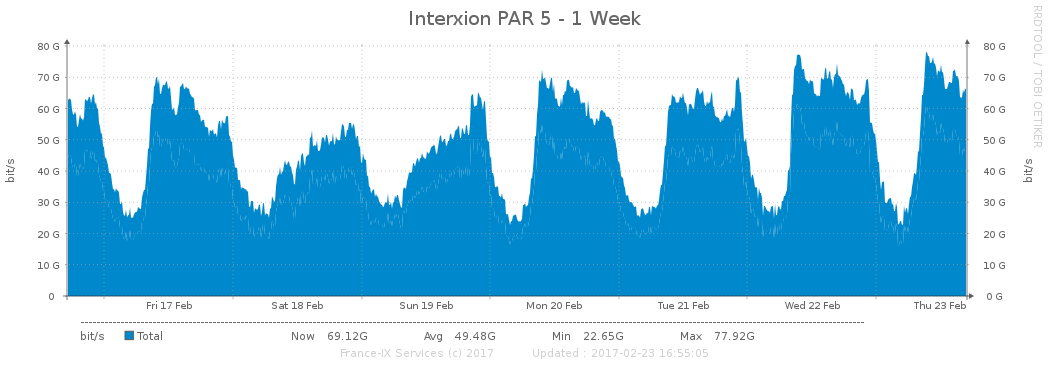 Interxion PAR 5 - 1 Week
RRDTOOL / TOBI OETIKER
80 G 80 G
70 G 70 G
60 G 60 G
50 G 50 G
40 G 40 G
30 G 30 G
20 G 20 G
10 G 10 G
0 0 G
bit/s bit/s
Fri 17 Feb Sat 18 Feb Sun 19 Feb Mon 20 Feb Tue 21 Feb Wed 22 Feb Thu 23 Feb
bit/s Total Now 69.12G Avg 49.48G Min 22.65G Max 77.92G
France-IX Services (c) 2017 Updated : 2017-02-23 16:55:05